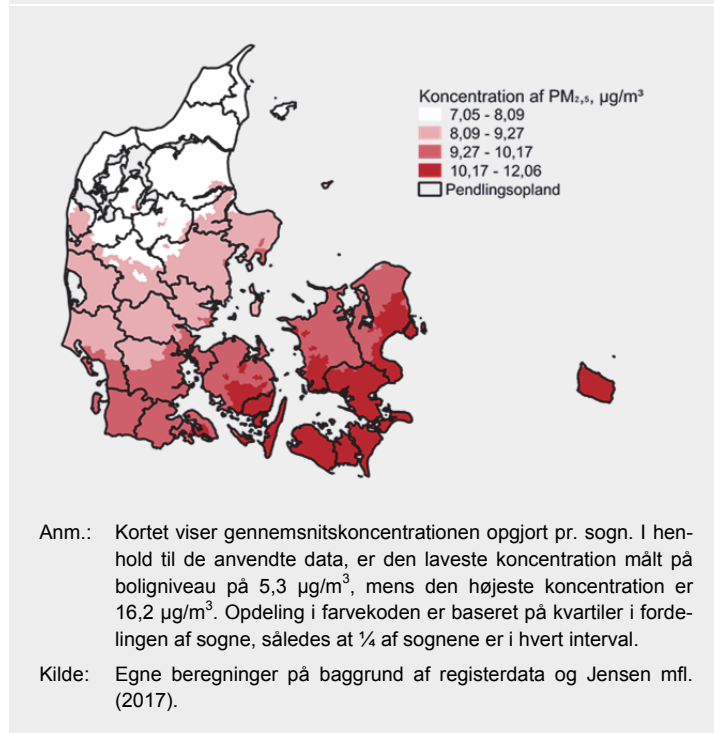 Koncentration af PM₂,₅, µg/m³
7,05 - 8,09
8,09 - 9,27
9,27 - 10,17
10,17 - 12,06
Pendlingsopland
Anm.: Kortet viser gennemsnitskoncentrationen opgjort pr. sogn. I hen-
hold til de anvendte data, er den laveste koncentration målt på
boligniveau på 5,3 µg/m³, mens den højeste koncentration er
16,2 µg/m³. Opdeling i farvekoden er baseret på kvartiler i forde-
lingen af sogne, således at ¼ af sognene er i hvert interval.
Kilde: Egne beregninger på baggrund af registerdata og Jensen mfl.
(2017).